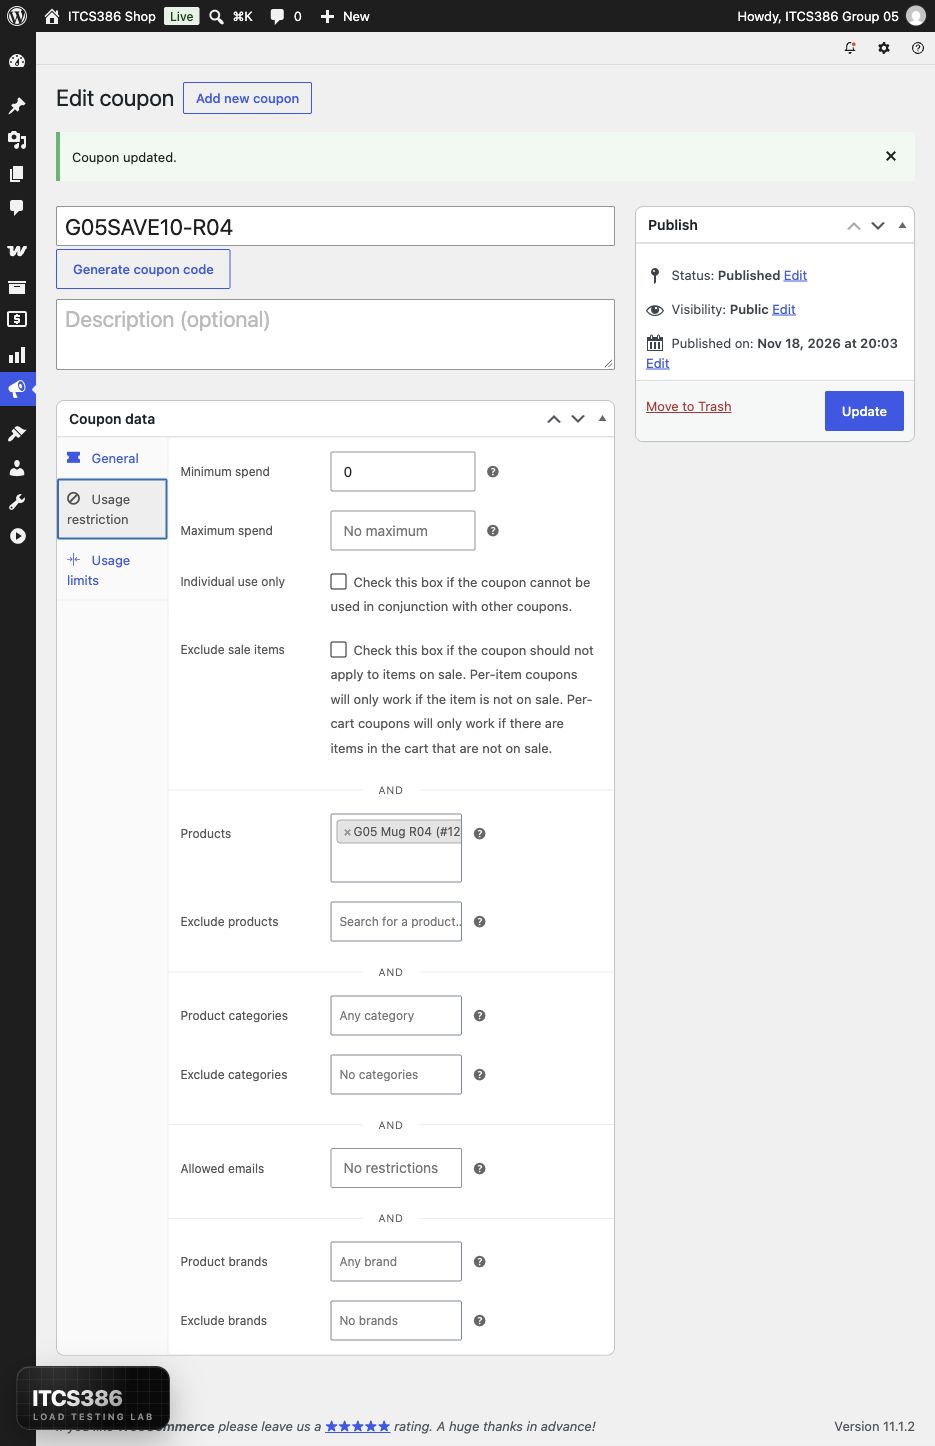 ITCS386 Shop Live ⌘K 0 New Howdy, ITCS386 Group 05
Edit coupon Add new coupon
Coupon updated.
G05SAVE10-R04
Generate coupon code
Description (optional)
Publish
Status: Published Edit
Visibility: Public Edit
Published on: Nov 18, 2026 at 20:03
Edit
Move to Trash Update
Coupon data
General
Usage
restriction
Usage
limits
Minimum spend 0
Maximum spend No maximum
Individual use only Check this box if the coupon cannot be
used in conjunction with other coupons.
Exclude sale items Check this box if the coupon should not
apply to items on sale. Per-item coupons
will only work if the item is not on sale. Per-
cart coupons will only work if there are
items in the cart that are not on sale.
AND
Products × G05 Mug R04 (#12
Exclude products Search for a product..
AND
Product categories Any category
Exclude categories No categories
AND
Allowed emails No restrictions
AND
Product brands Any brand
Exclude brands No brands
ITCS386
LOAD TESTING LAB
please leave us a ★★★★★ rating. A huge thanks in advance! Version 11.1.2